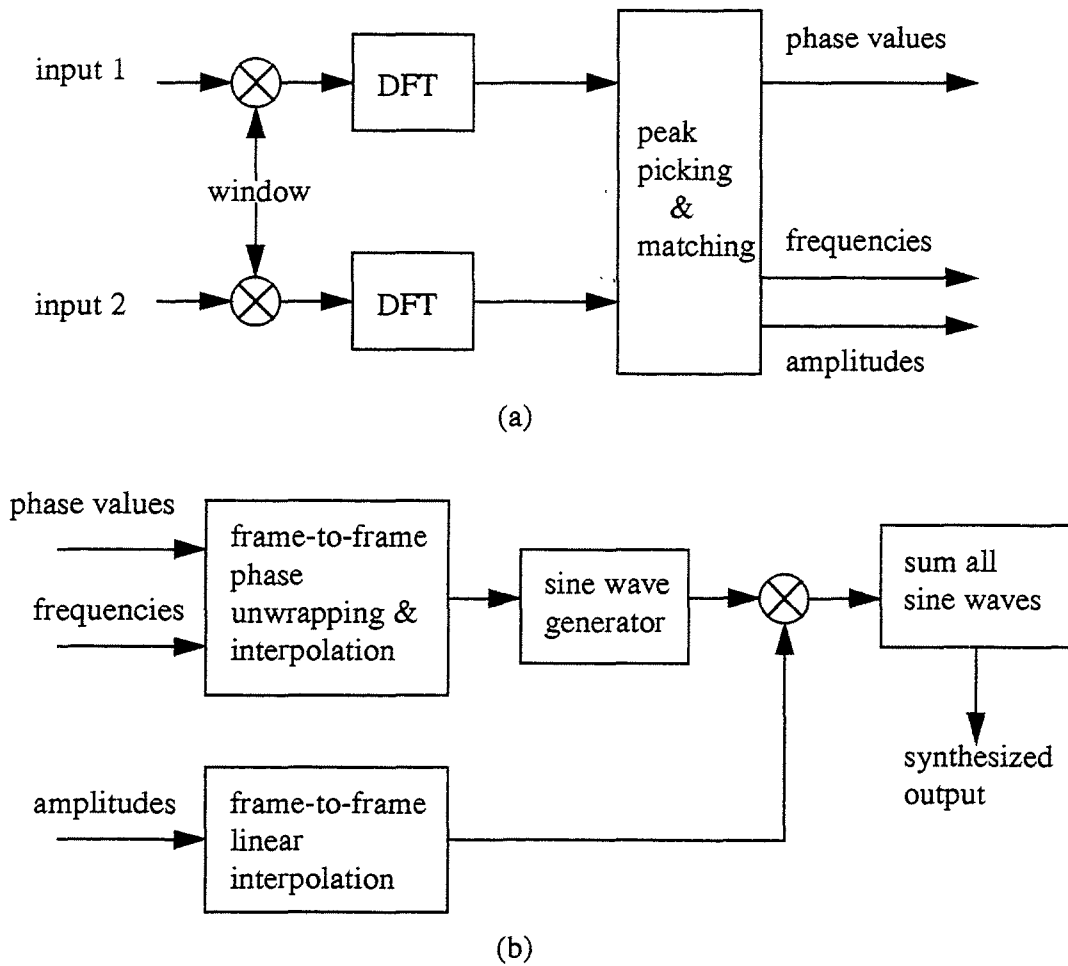 input 1
DFT
window
input 2
DFT
peak
picking
&
matching
phase values
frequencies
amplitudes
(a)
phase values
frequencies
frame-to-frame
phase
unwrapping &
interpolation
sine wave
generator
sum all
sine waves
synthesized
output
amplitudes
frame-to-frame
linear
interpolation
(b)